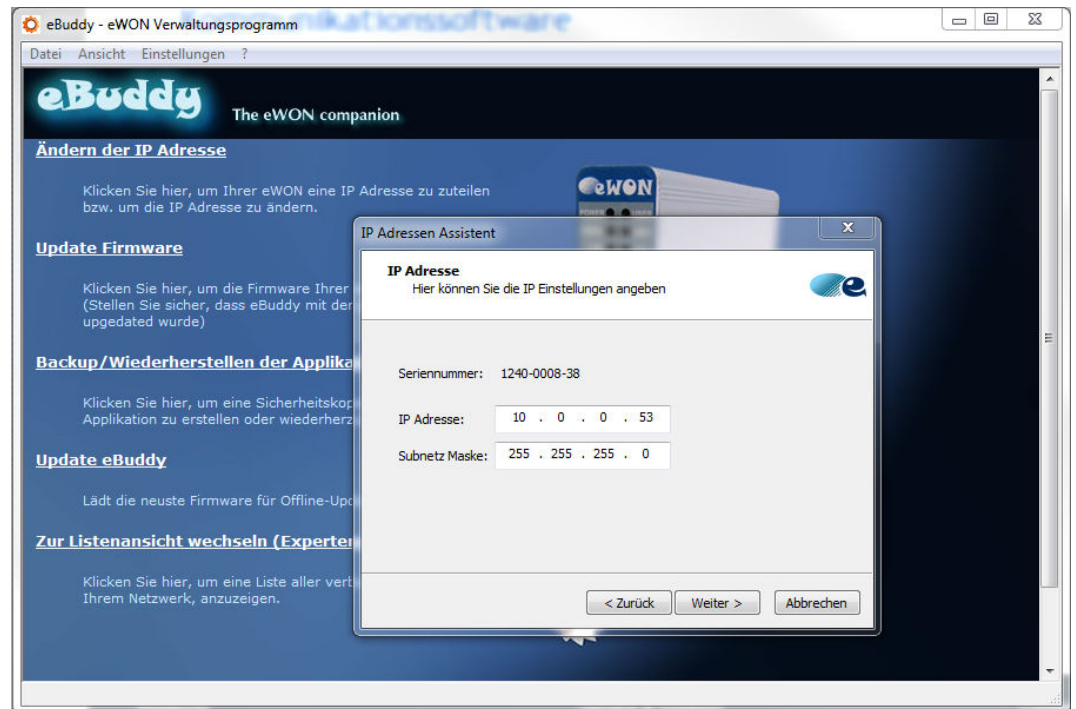 Kommunikationssoftware
eBuddy - eWON Verwaltungsprogramm
Datei Ansicht Einstellungen ?
eBuddy The eWON companion
Ändern der IP Adresse
Klicken Sie hier, um Ihrer eWON eine IP Adresse zu zuteilen
bzw. um die IP Adresse zu ändern.
eWON
Update Firmware
Klicken Sie hier, um die Firmware Ihrer
(Stellen Sie sicher, dass eBuddy mit der
upgedated wurde)
Backup/Wiederherstellen der Applika
Klicken Sie hier, um eine Sicherheitskop
Applikation zu erstellen oder wiederherz
Update eBuddy
Lädt die neuste Firmware für Offline-Upd
Zur Listenansicht wechseln (Experten
Klicken Sie hier, um eine Liste aller verb
Ihrem Netzwerk, anzuzeigen.
IP Adressen Assistent
IP Adresse
Hier können Sie die IP Einstellungen angeben
e
Seriennummer: 1240-0008-38
IP Adresse: 10 . 0 . 0 . 53
Subnetz Maske: 255 . 255 . 255 . 0
< Zurück Weiter > Abbrechen